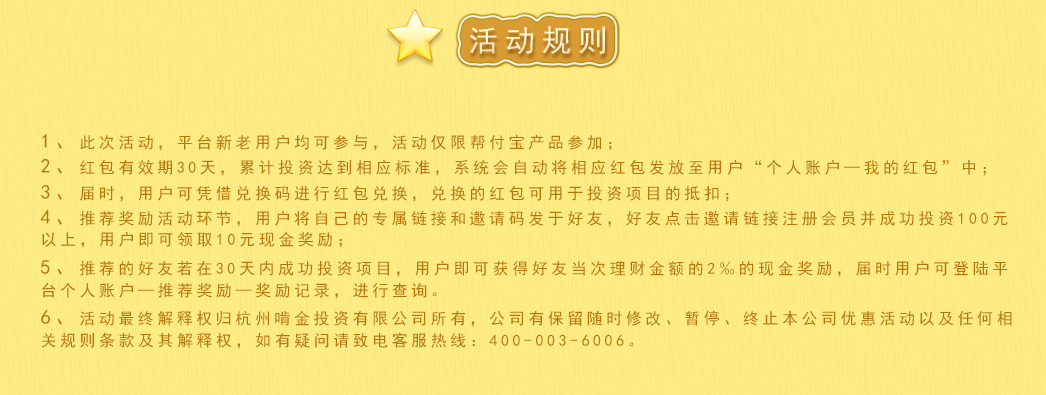 活动规则
1、此次活动，平台新老用户均可参与，活动仅限帮付宝产品参加；
2、红包有效期30天，累计投资达到相应标准，系统会自动将相应红包发放至用户“个人账户—我的红包”中；
3、届时，用户可凭借兑换码进行红包兑换，兑换的红包可用于投资项目的抵扣；
4、推荐奖励活动环节，用户将自己的专属链接和邀请码发于好友，好友点击邀请链接注册会员并成功投资100元
以上，用户即可领取10元现金奖励；
5、推荐的好友若在30天内成功投资项目，用户即可获得好友当次理财金额的2‰的现金奖励，届时用户可登陆平
台个人账户—推荐奖励—奖励记录，进行查询。
6、活动最终解释权归杭州啃金投资有限公司所有，公司有保留随时修改、暂停、终止本公司优惠活动以及任何相
关规则条款及其解释权，如有疑问请致电客服热线：400-003-6006。